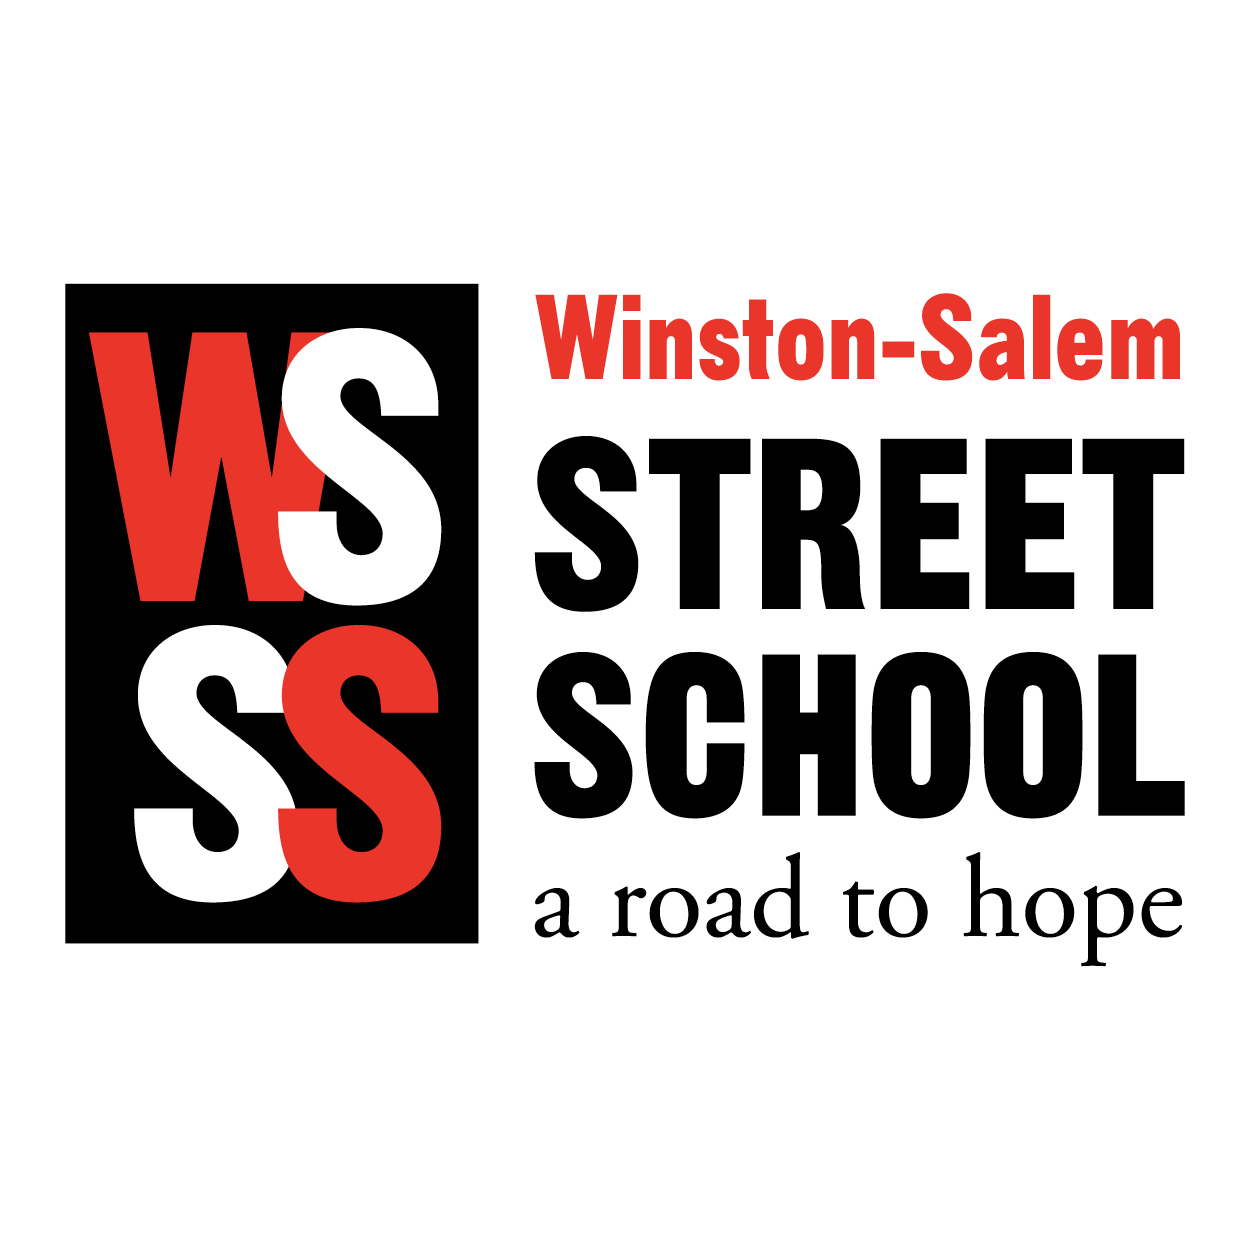 WS
SS
Winston-Salem
STREET
SCHOOL
a road to hope